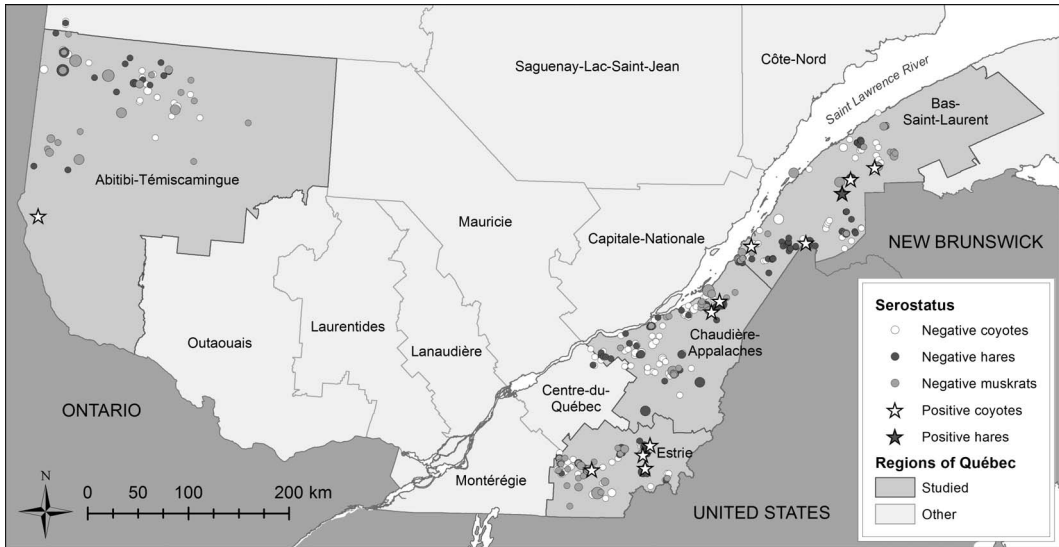 Saguenay-Lac-Saint-Jean
Côte-Nord
Saint Lawrence River
Bas-
Saint-Laurent
Abitibi-Témiscamingue
Mauricie
Capitale-Nationale
NEW BRUNSWICK
Outaouais
Laurentides
Lanaudière
Chaudière-
Appalaches
Centre-du-
Québec
ONTARIO
Estrie
Montérégie
UNITED STATES
N
0 50 100 200 km
Serostatus
Negative coyotes
Negative hares
Negative muskrats
Positive coyotes
Positive hares
Regions of Québec
Studied
Other